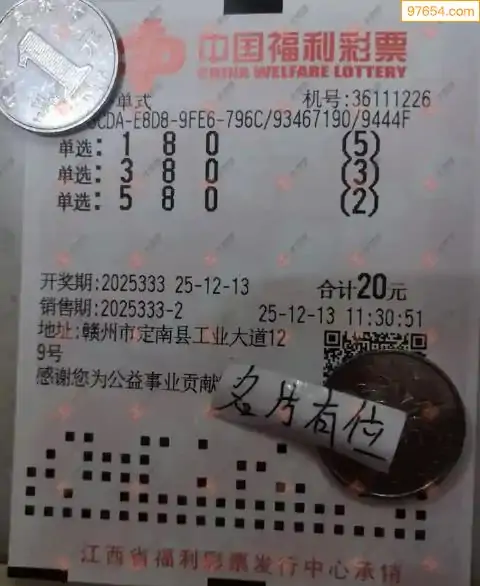 97654.com
1
中国福利彩票
CHINA WELFARE LOTTERY
单式 机号:36111226
CDA-E8D8-9FE6-796C/93467190/9444F
单选: 1 8 0 (5)
单选: 3 8 0 (3)
单选: 5 8 0 (2)
开奖期:2025333 25-12-13 合计20元
销售期:2025333-2 25-12-13 11:30:51
地址:赣州市定南县工业大道12
9号
感谢您为公益事业贡献
名片有位
江西省福利彩票发行中心承销